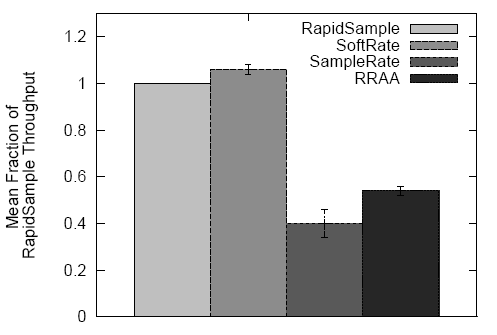 Mean Fraction of
RapidSample Throughput
1.2
1
0.8
0.6
0.4
0.2
0
RapidSample
SoftRate
SampleRate
RRAA